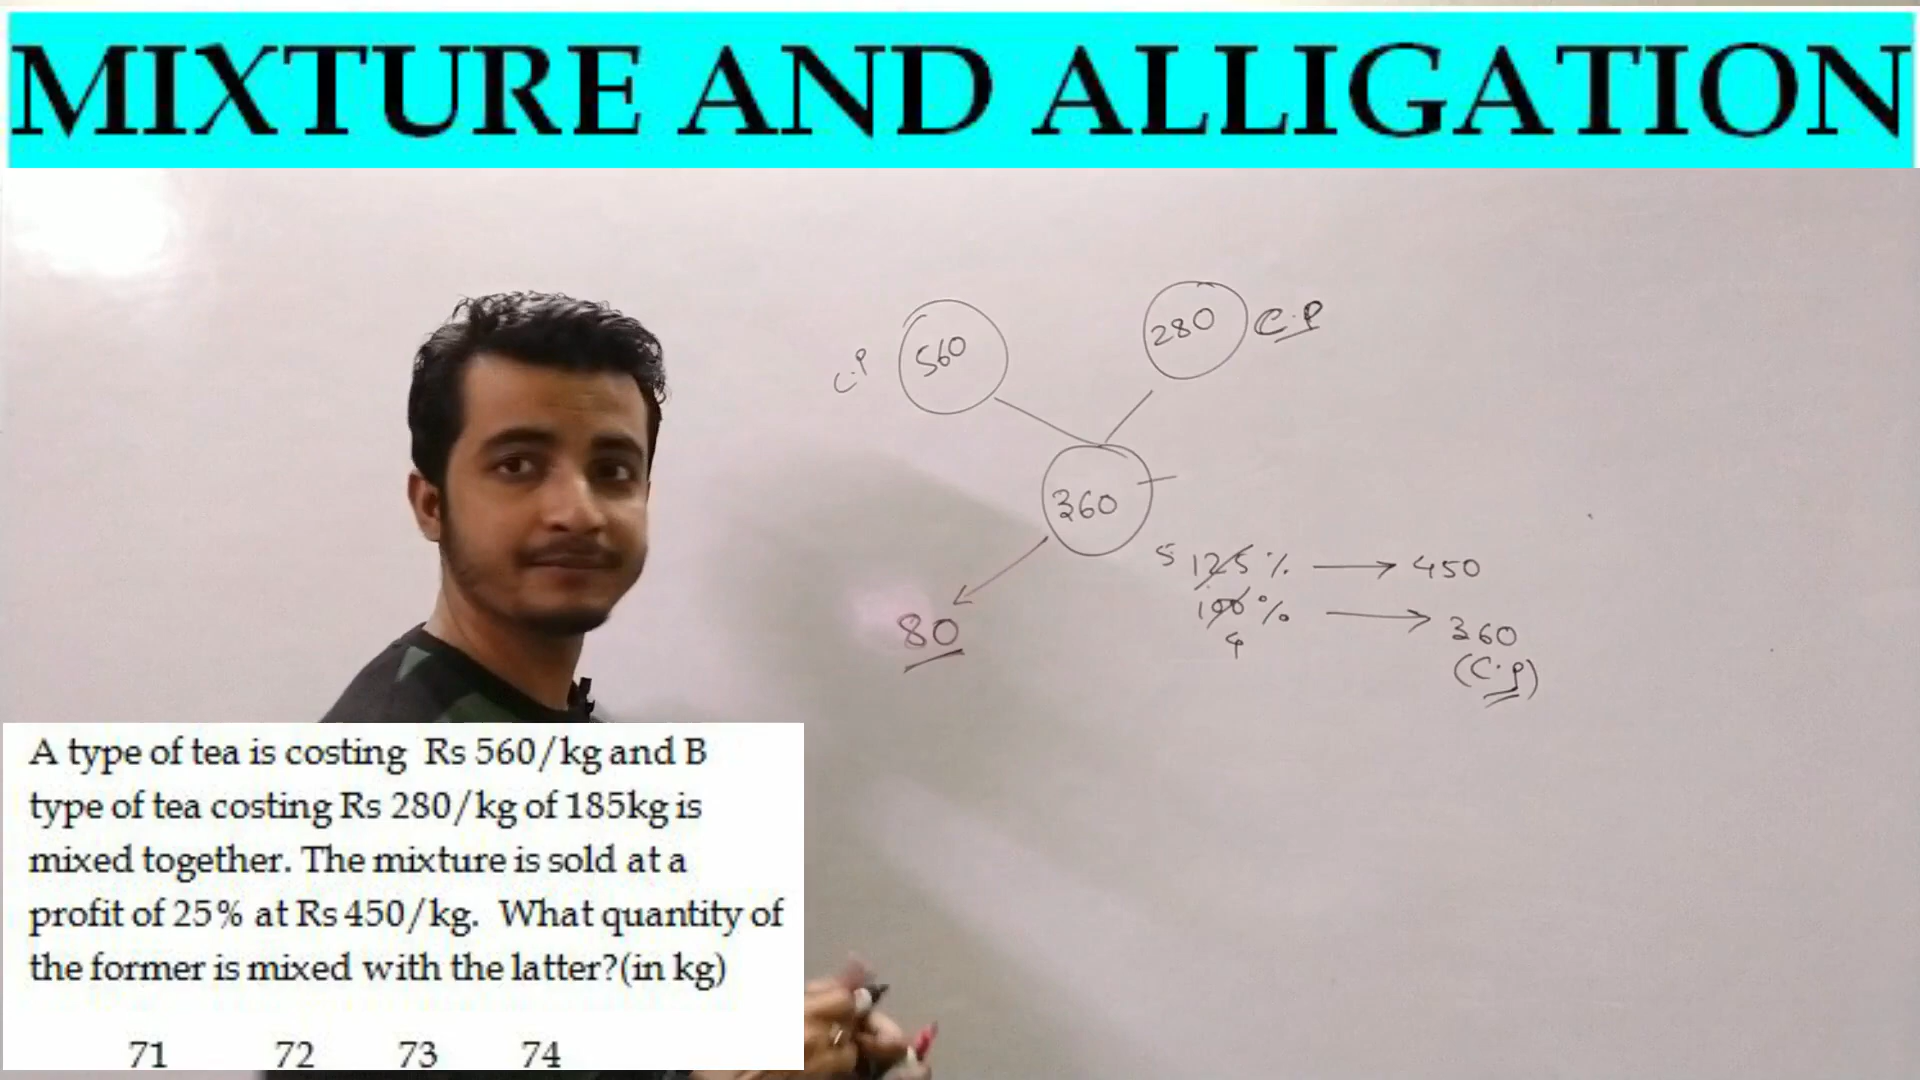 MIXTURE AND ALLIGATION
280 C.P
C.P 560
360
5 125% → 450
100% → 360
4
(C.P)
80
A type of tea is costing Rs 560/kg and B
type of tea costing Rs 280/kg of 185kg is
mixed together. The mixture is sold at a
profit of 25% at Rs 450/kg. What quantity of
the former is mixed with the latter?(in kg)
71 72 73 74